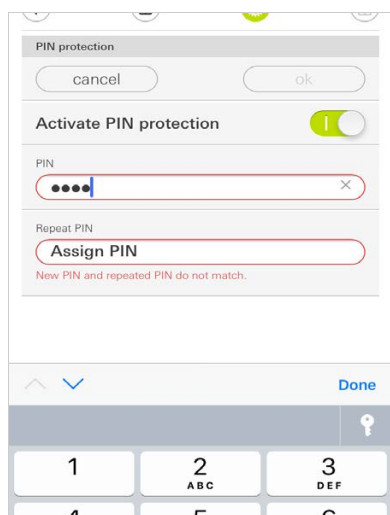 PIN protection
cancel ok
Activate PIN protection
PIN
••••
Repeat PIN
Assign PIN
New PIN and repeated PIN do not match.
Done
1 2 3
ABC DEF